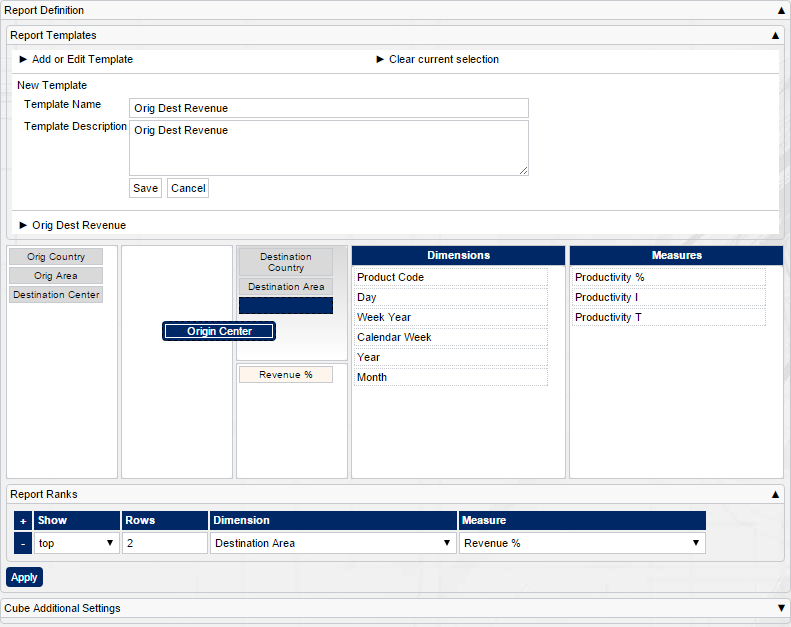 Report Definition
Report Templates
Add or Edit Template
Clear current selection
New Template
Template Name
Orig Dest Revenue
Template Description
Orig Dest Revenue
Save
Cancel
Orig Dest Revenue
Orig Country
Orig Area
Destination Center
Origin Center
Destination
Country
Destination Area
Revenue %
Dimensions
Product Code
Day
Week Year
Calendar Week
Year
Month
Measures
Productivity %
Productivity I
Productivity T
Report Ranks
+ Show Rows Dimension Measure
- top 2 Destination Area Revenue %
Apply
Cube Additional Settings